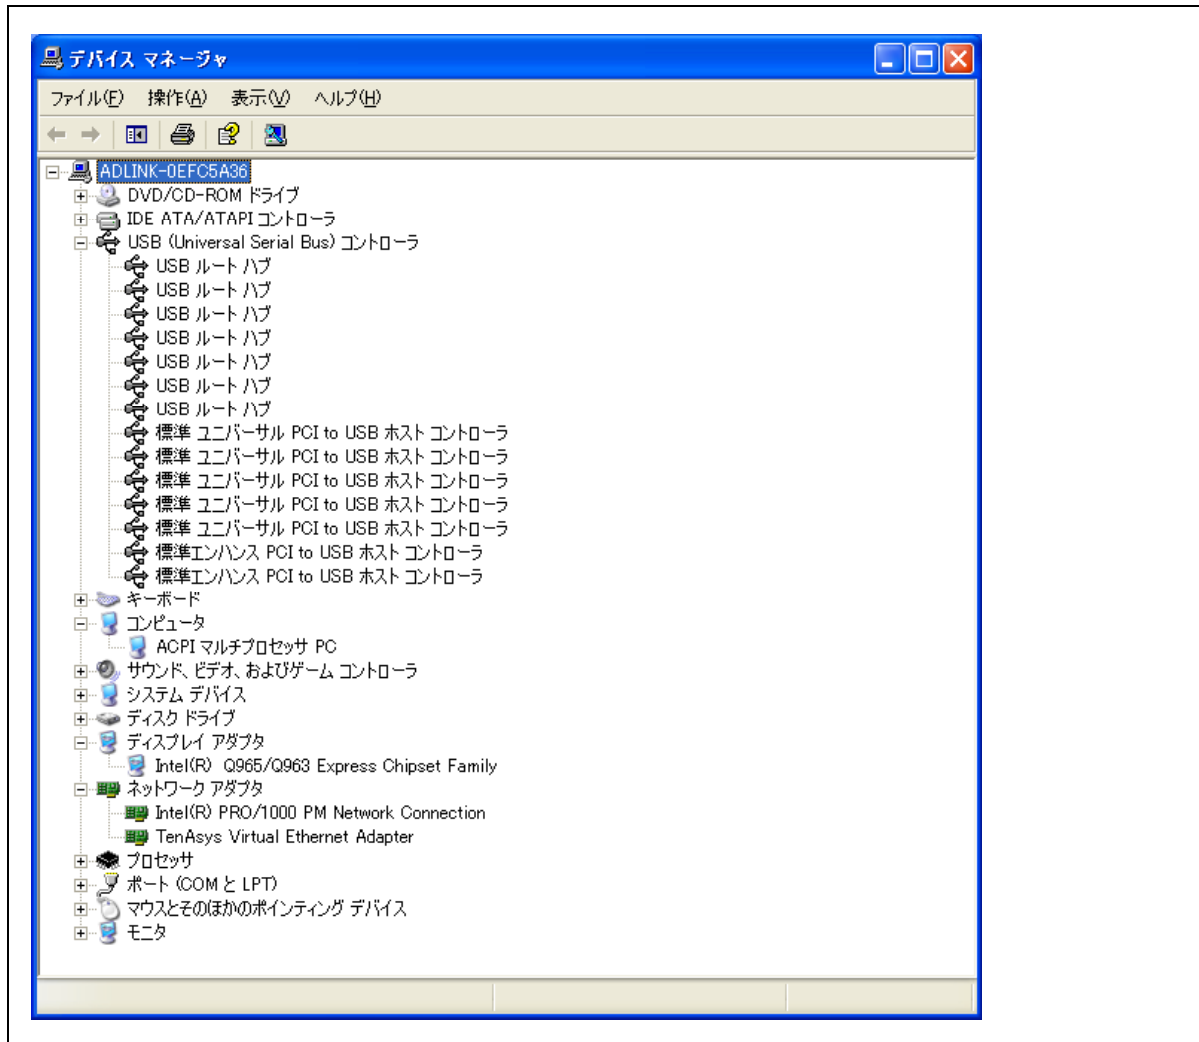 デバイス マネージャ
ファイル(F) 操作(A) 表示(V) ヘルプ(H)
ADLINK-0EFC5A36
DVD/CD-ROM ドライブ
IDE ATA/ATAPI コントローラ
USB (Universal Serial Bus) コントローラ
USB ルート ハブ
USB ルート ハブ
USB ルート ハブ
USB ルート ハブ
USB ルート ハブ
USB ルート ハブ
USB ルート ハブ
標準 ユニバーサル PCI to USB ホスト コントローラ
標準 ユニバーサル PCI to USB ホスト コントローラ
標準 ユニバーサル PCI to USB ホスト コントローラ
標準 ユニバーサル PCI to USB ホスト コントローラ
標準 ユニバーサル PCI to USB ホスト コントローラ
標準エンハンス PCI to USB ホスト コントローラ
標準エンハンス PCI to USB ホスト コントローラ
キーボード
コンピュータ
ACPI マルチプロセッサ PC
サウンド、ビデオ、およびゲーム コントローラ
システム デバイス
ディスク ドライブ
ディスプレイ アダプタ
Intel(R) Q965/Q963 Express Chipset Family
ネットワーク アダプタ
Intel(R) PRO/1000 PM Network Connection
TenAsys Virtual Ethernet Adapter
プロセッサ
ポート (COM と LPT)
マウスとそのほかのポインティング デバイス
モニタ